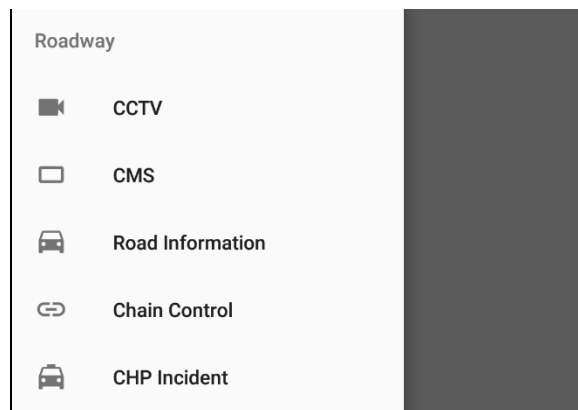 Roadway
CCTV
CMS
Road Information
Chain Control
CHP Incident